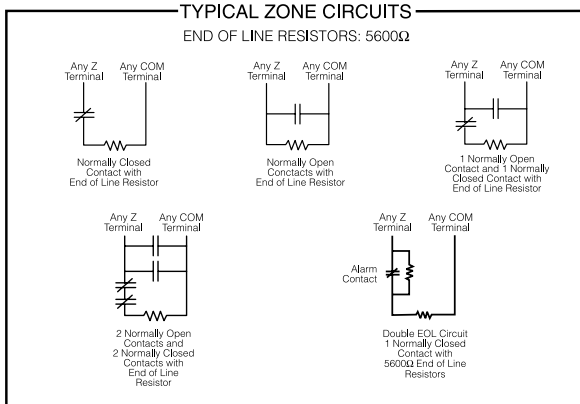 TYPICAL ZONE CIRCUITS
END OF LINE RESISTORS: 5600Ω
Any Z
Terminal
Any COM
Terminal
Normally Closed
Contact with
End of Line Resistor
Any Z
Terminal
Any COM
Terminal
Normally Open
Conctacts with
End of Line Resistor
Any Z
Terminal
Any COM
Terminal
1 Normally Open
Contact and 1 Normally
Closed Contact with
End of Line Resistor
Any Z
Terminal
Any COM
Terminal
2 Normally Open
Contacts and
2 Normally Closed
Contacts with
End of Line
Resistor
Any Z
Terminal
Any COM
Terminal
Alarm
Contact
Double EOL Circuit
1 Normally Closed
Contact with
5600Ω End of Line
Resistors